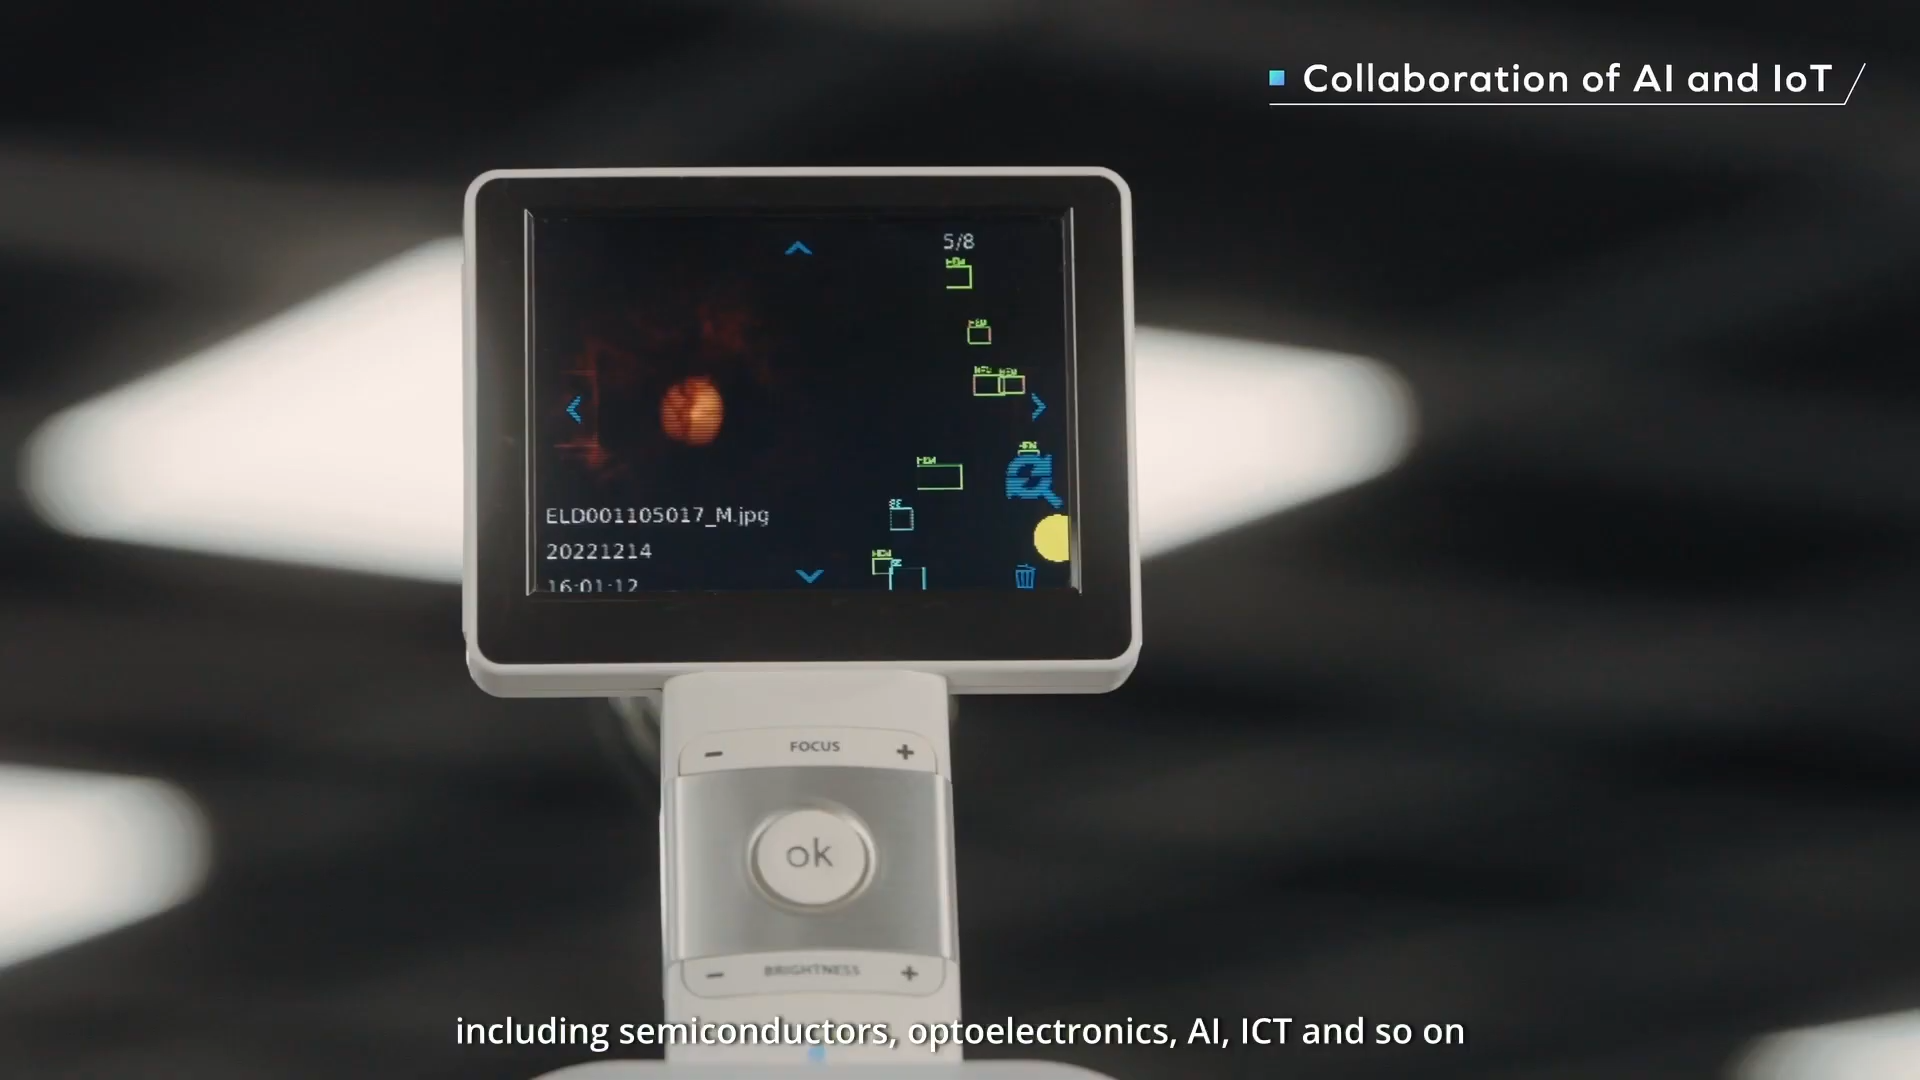 Collaboration of AI and IoT
5/8
ELD001105017_M.jpg
20221214
16:01:12
FOCUS
ok
BRIGHTNESS
including semiconductors, optoelectronics, AI, ICT and so on